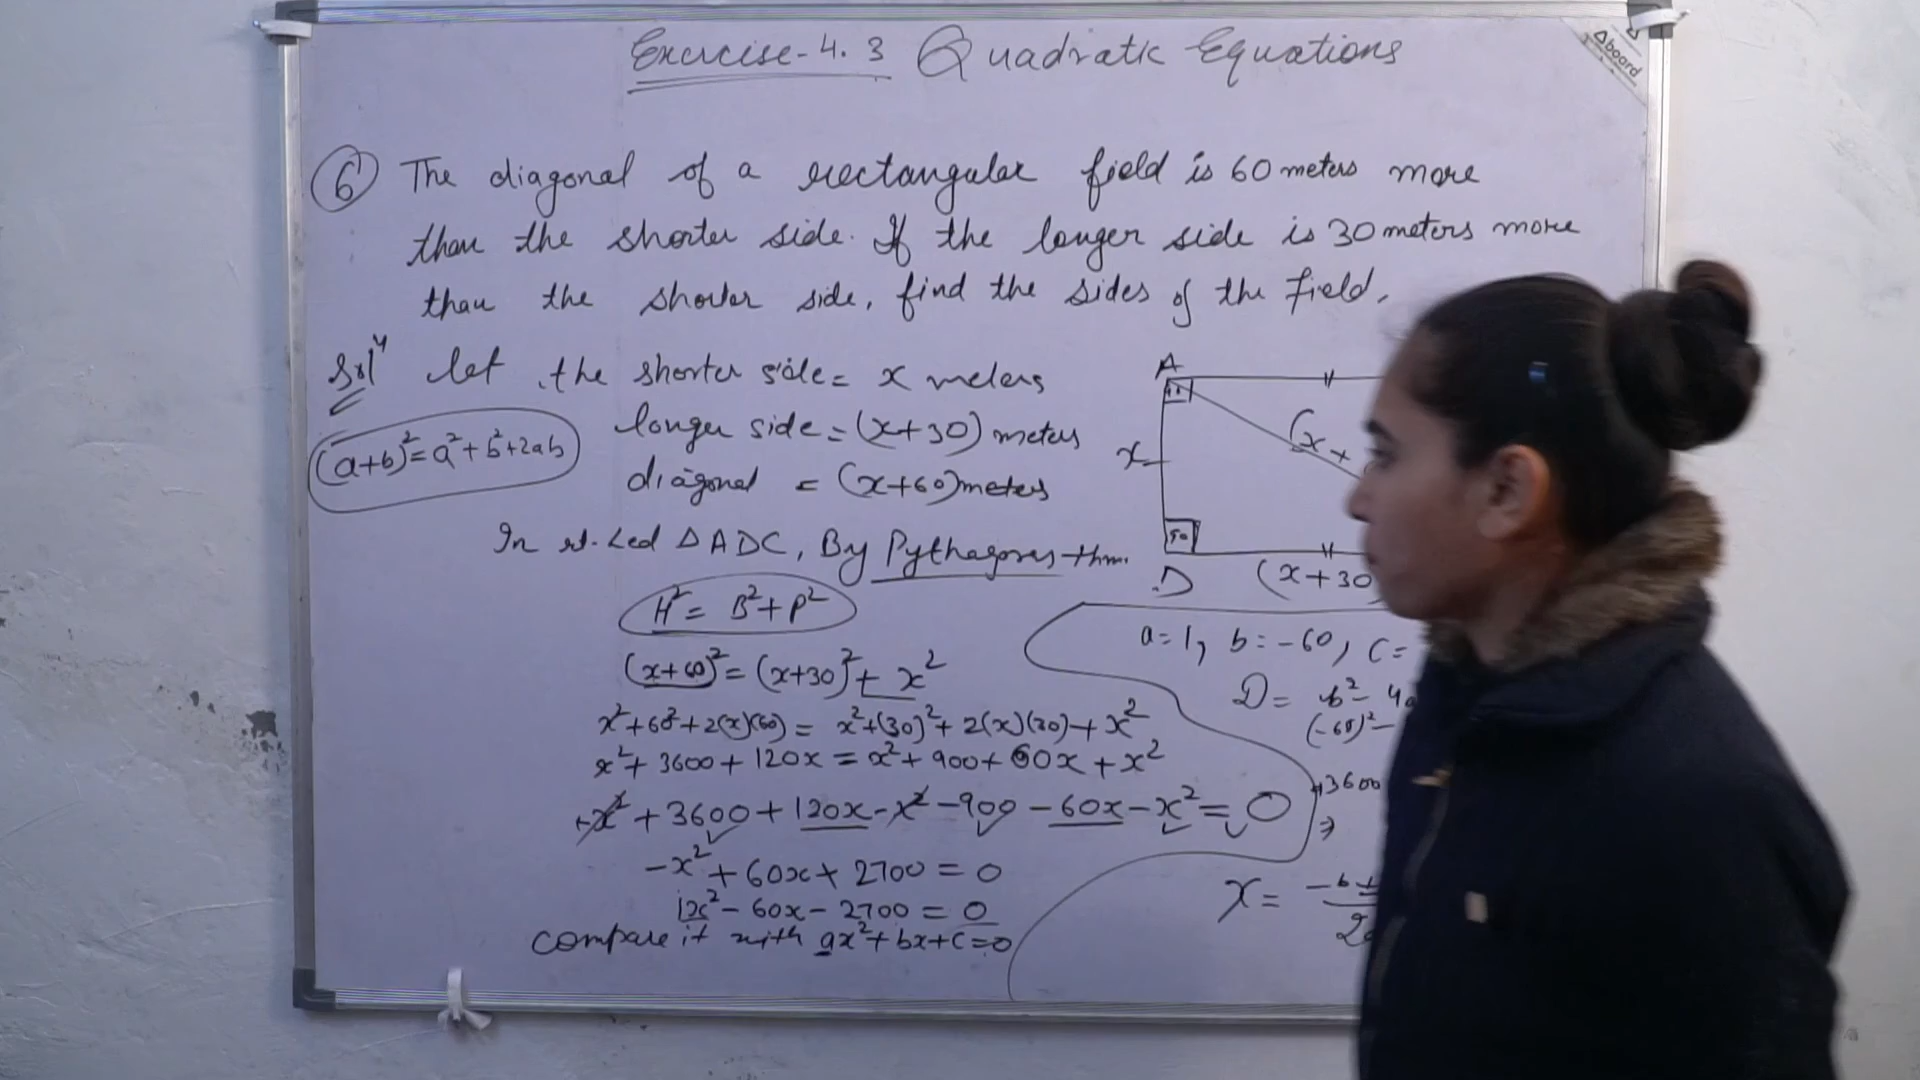 Exercise-4.3 Quadratic Equations
Δboard
⑥ The diagonal of a rectangular field is 60 meters more
than the shorter side. If the longer side is 30 meters more
than the shorter side, find the sides of the field.
Solⁿ let the shorter side = x meters
longer side = (x+30) meters
diagonal = (x+60) meters
(a+b)² = a² + b² + 2ab
In rt. ∠ed Δ ADC, By Pythagoras thm.
H² = B² + P²
(x+60)² = (x+30)² + x²
x² + 60² + 2(x)(60) = x² + (30)² + 2(x)(30) + x²
x² + 3600 + 120x = x² + 900 + 60x + x²
+x² + 3600 + 120x - x² - 900 - 60x - x² = 0
-x² + 60x + 2700 = 0
1x² - 60x - 2700 = 0
compare it with ax² + bx + c = 0
A
(x+
x
90
D
(x+30
a = 1, b = -60, c =
D = b² - 4a
(-60)² -
3600
⇒
x = -b ±
2a